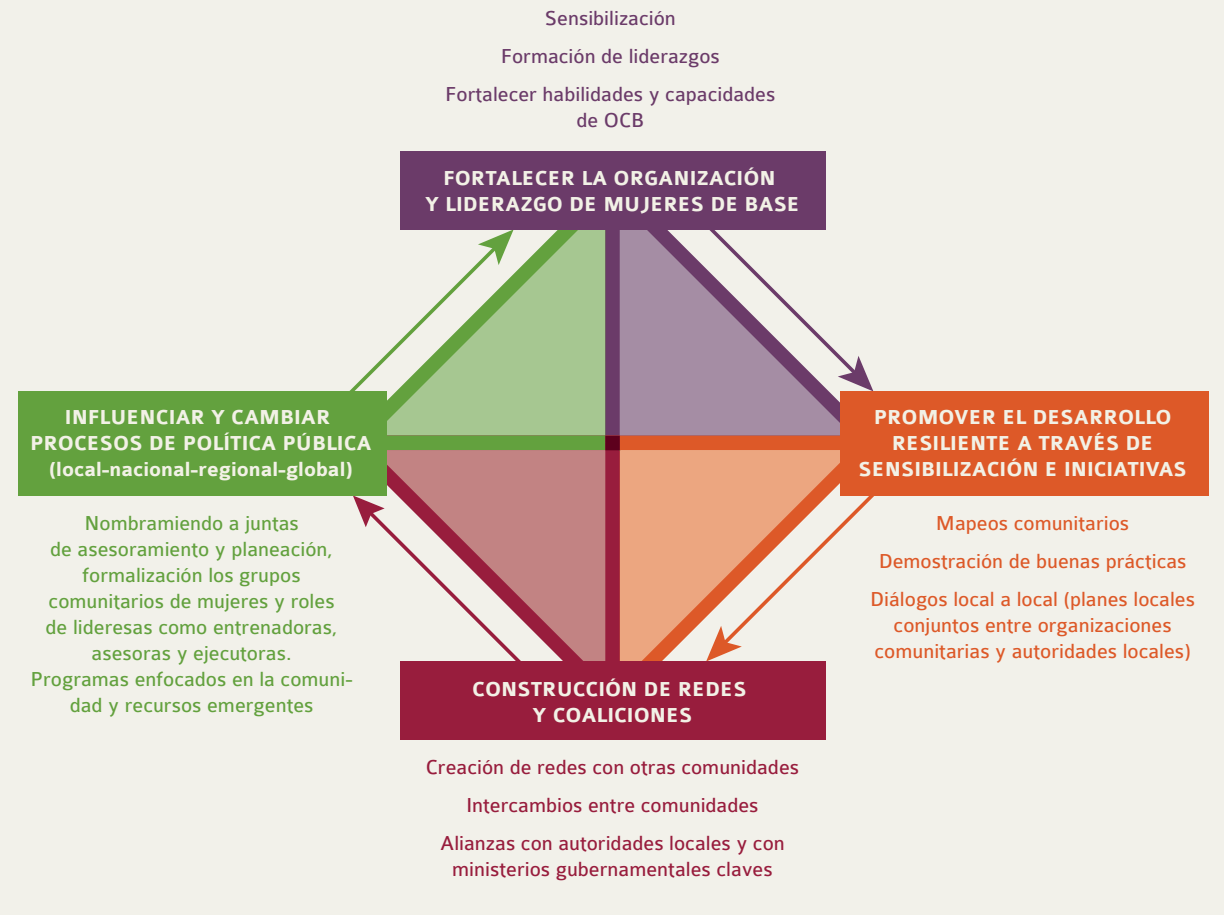 Sensibilización
Formación de liderazgos
Fortalecer habilidades y capacidades
de OCB
FORTALECER LA ORGANIZACIÓN
Y LIDERAZGO DE MUJERES DE BASE
INFLUENCIAR Y CAMBIAR
PROCESOS DE POLÍTICA PÚBLICA
(local-nacional-regional-global)
Nombramiendo a juntas
de asesoramiento y planeación,
formalización los grupos
comunitarios de mujeres y roles
de lideresas como entrenadoras,
asesoras y ejecutoras.
Programas enfocados en la comuni-
dad y recursos emergentes
PROMOVER EL DESARROLLO
RESILIENTE A TRAVÉS DE
SENSIBILIZACIÓN E INICIATIVAS
Mapeos comunitarios
Demostración de buenas prácticas
Diálogos local a local (planes locales
conjuntos entre organizaciones
comunitarias y autoridades locales)
CONSTRUCCIÓN DE REDES
Y COALICIONES
Creación de redes con otras comunidades
Intercambios entre comunidades
Alianzas con autoridades locales y con
ministerios gubernamentales claves